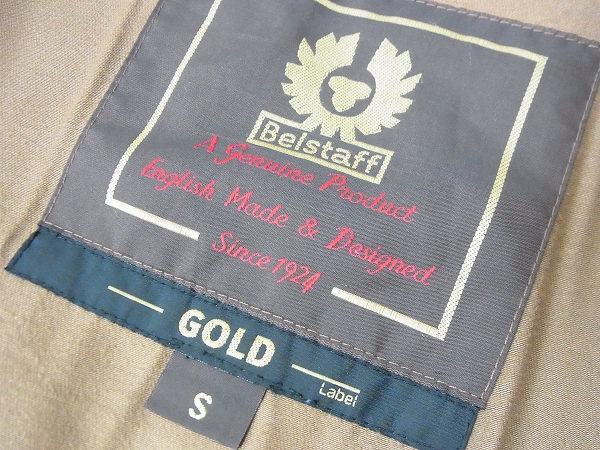 Belstaff
A Genuine Product
English Made & Designed
Since 1924
GOLD
Label
S